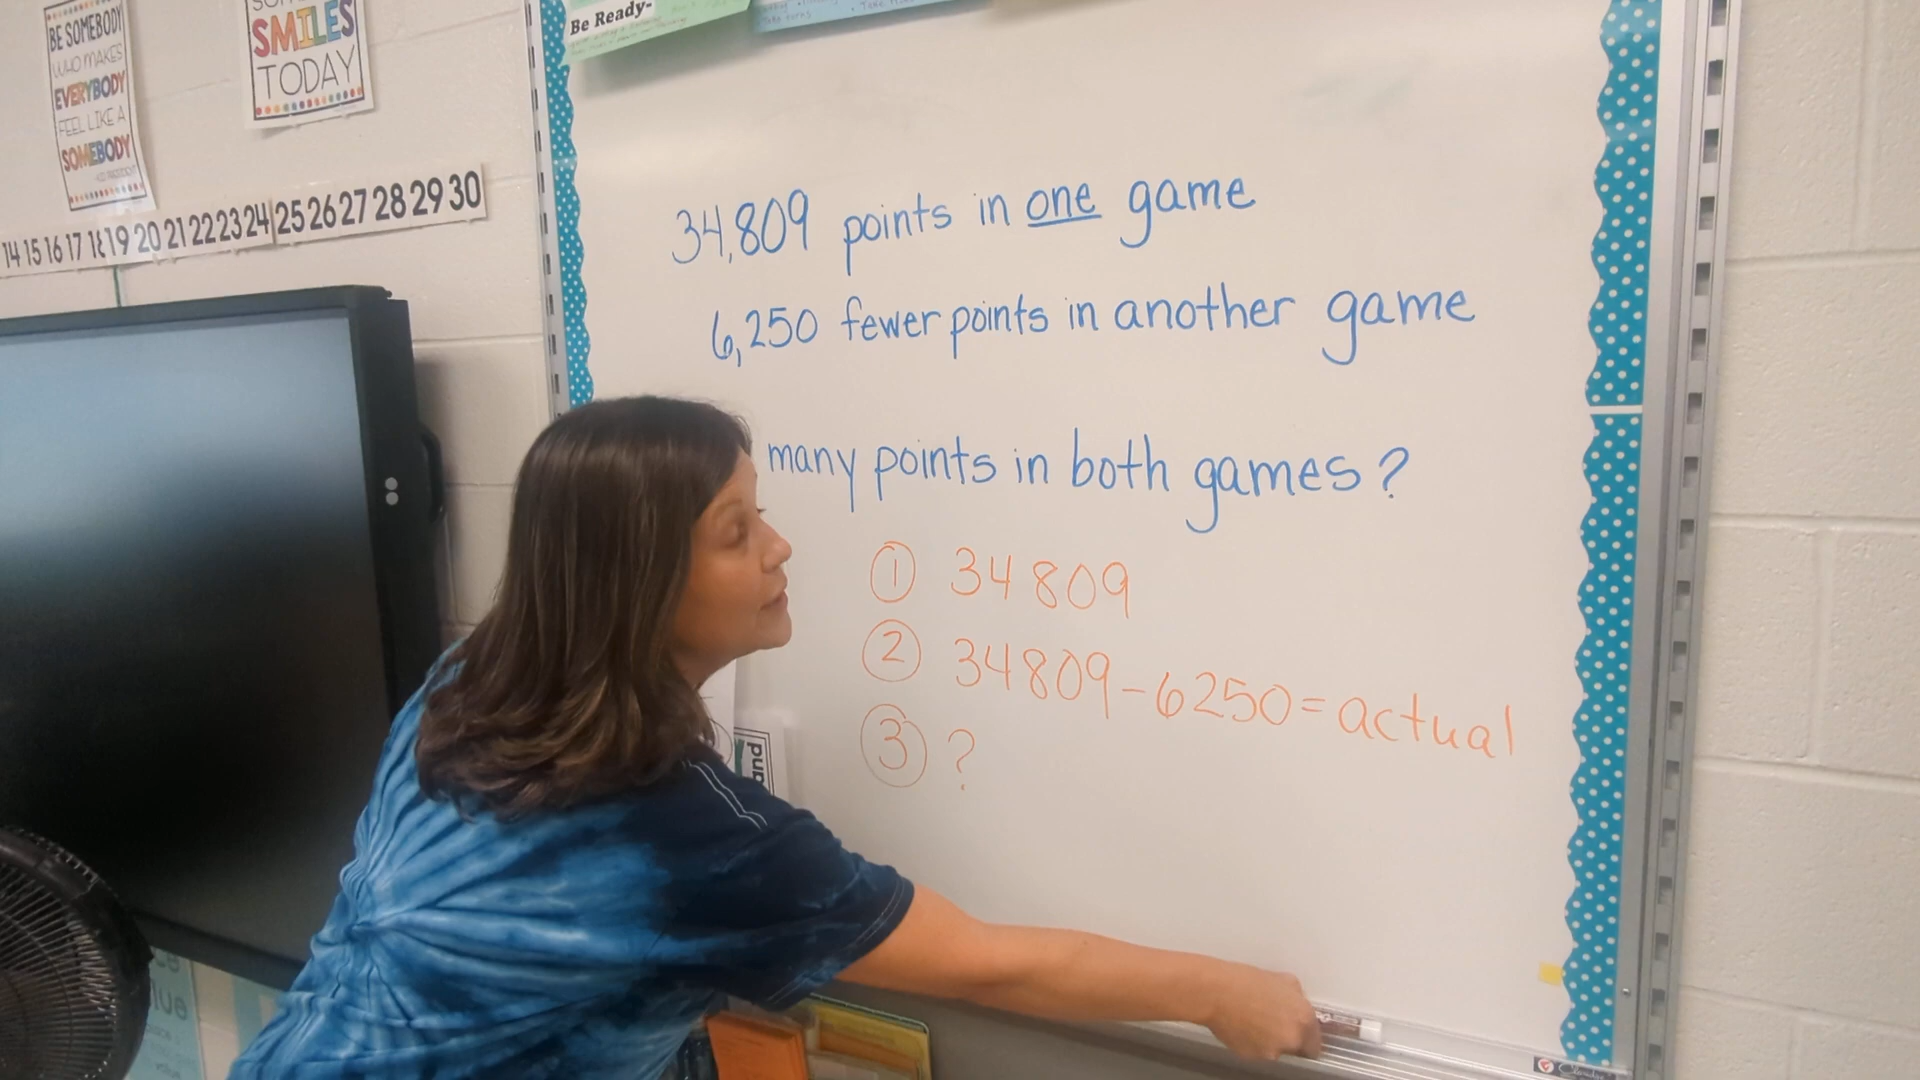 BE SOMEBODY
WHO MAKES
EVERYBODY
FEEL LIKE A
SOMEBODY
SMILES
TODAY
Be Ready-
14 15 16 17 18 19 20 21 22 23 24 25 26 27 28 29 30
34,809 points in one game
6,250 fewer points in another game
many points in both games?
① 34809
② 34809-6250=actual
③ ?
and